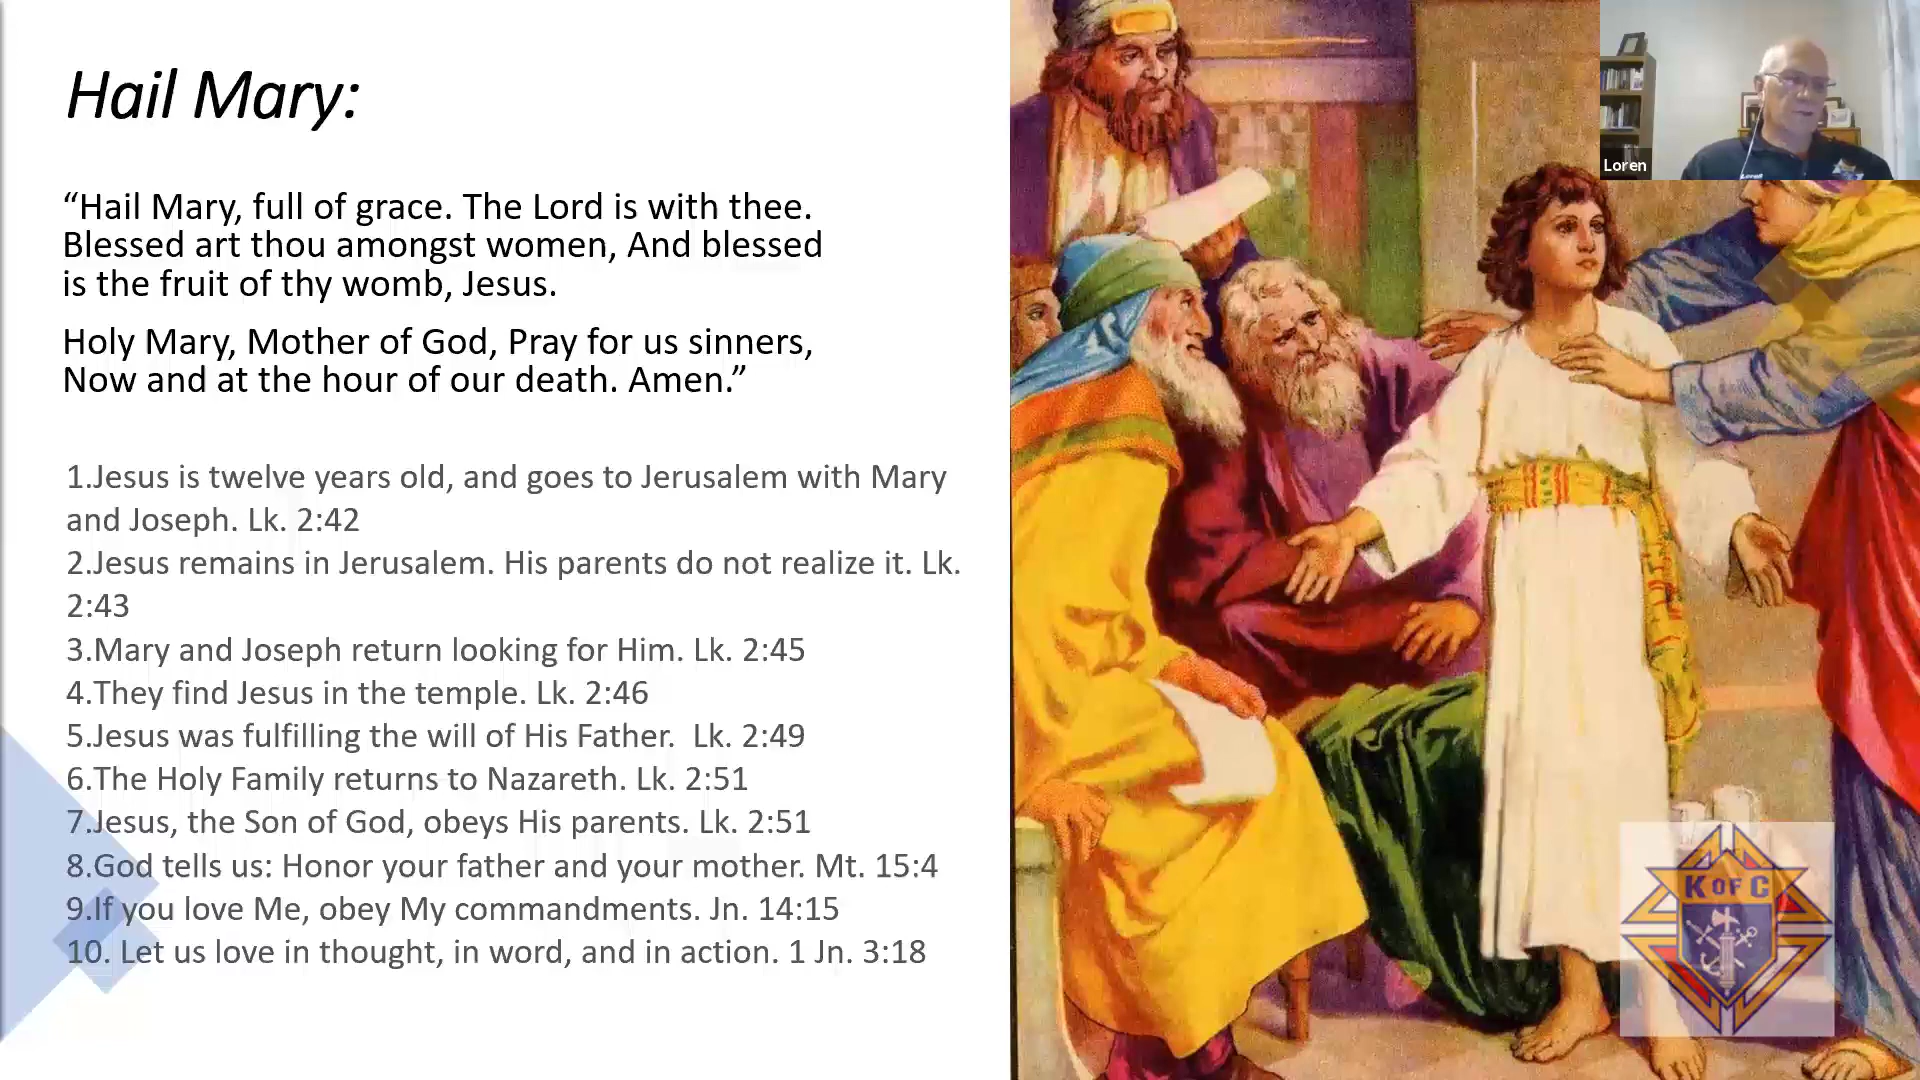 Hail Mary:
“Hail Mary, full of grace. The Lord is with thee.
Blessed art thou amongst women, And blessed
is the fruit of thy womb, Jesus.
Holy Mary, Mother of God, Pray for us sinners,
Now and at the hour of our death. Amen.”
1.Jesus is twelve years old, and goes to Jerusalem with Mary
and Joseph. Lk. 2:42
2.Jesus remains in Jerusalem. His parents do not realize it. Lk.
2:43
3.Mary and Joseph return looking for Him. Lk. 2:45
4.They find Jesus in the temple. Lk. 2:46
5.Jesus was fulfilling the will of His Father.  Lk. 2:49
6.The Holy Family returns to Nazareth. Lk. 2:51
7.Jesus, the Son of God, obeys His parents. Lk. 2:51
8.God tells us: Honor your father and your mother. Mt. 15:4
9.If you love Me, obey My commandments. Jn. 14:15
10. Let us love in thought, in word, and in action. 1 Jn. 3:18
Loren
K OF C